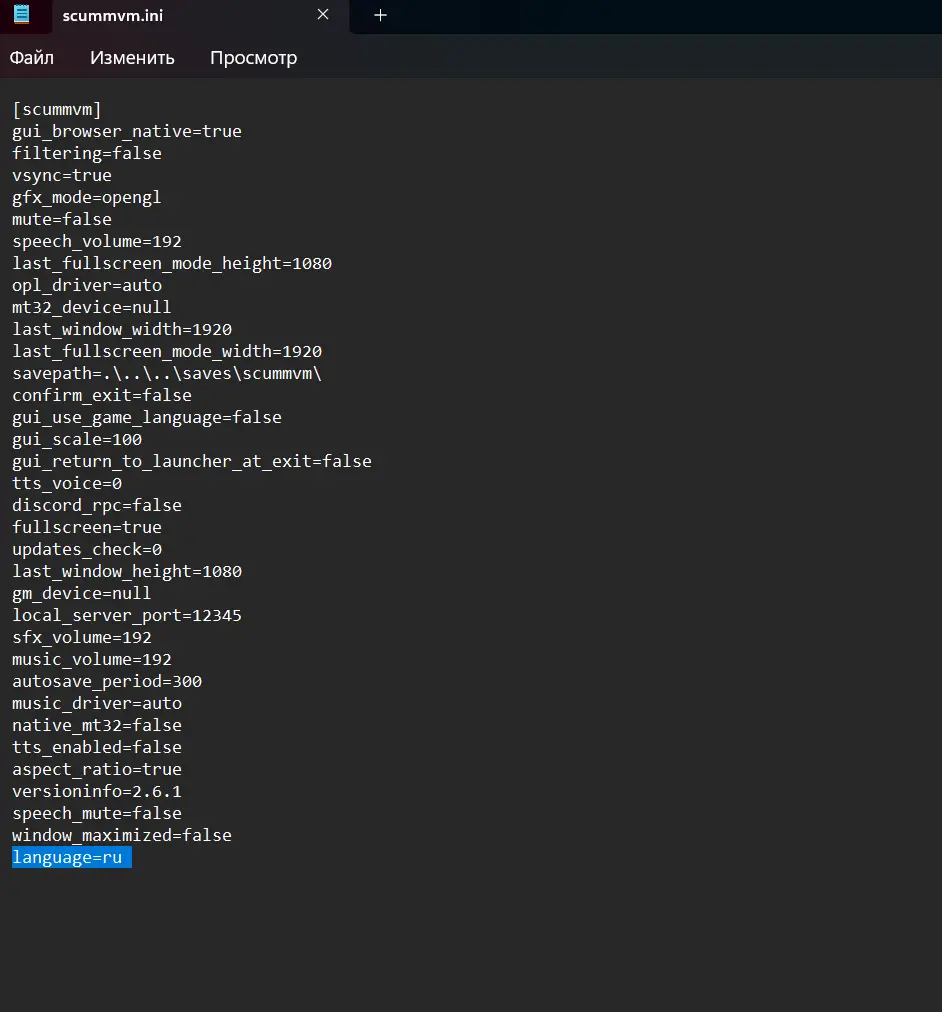 scummvm.ini
Файл Изменить Просмотр
[scummvm]
gui_browser_native=true
filtering=false
vsync=true
gfx_mode=opengl
mute=false
speech_volume=192
last_fullscreen_mode_height=1080
opl_driver=auto
mt32_device=null
last_window_width=1920
last_fullscreen_mode_width=1920
savepath=.\..\..\saves\scummvm\
confirm_exit=false
gui_use_game_language=false
gui_scale=100
gui_return_to_launcher_at_exit=false
tts_voice=0
discord_rpc=false
fullscreen=true
updates_check=0
last_window_height=1080
gm_device=null
local_server_port=12345
sfx_volume=192
music_volume=192
autosave_period=300
music_driver=auto
native_mt32=false
tts_enabled=false
aspect_ratio=true
versioninfo=2.6.1
speech_mute=false
window_maximized=false
language=ru